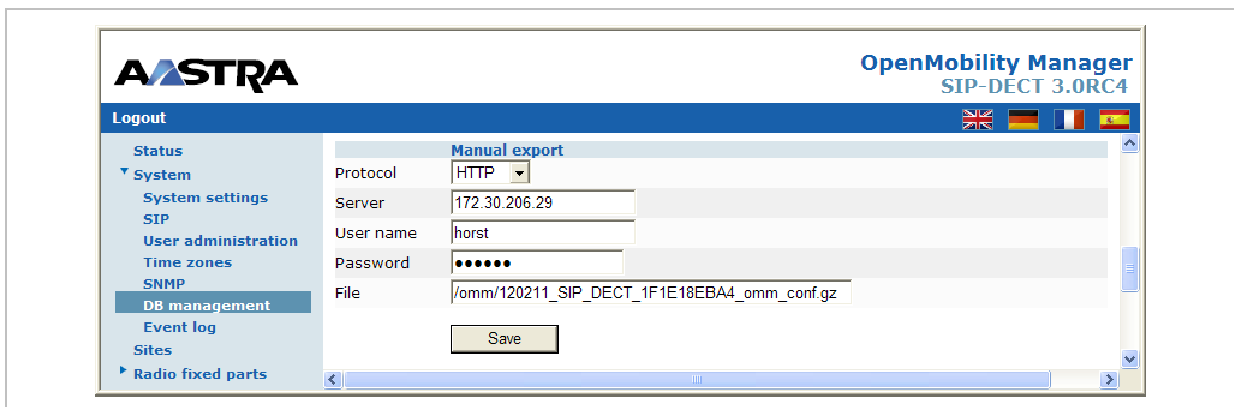 AASTRA
OpenMobility Manager
SIP-DECT 3.0RC4
Logout
Status
System
System settings
SIP
User administration
Time zones
SNMP
DB management
Event log
Sites
Radio fixed parts
Manual export
Protocol HTTP
Server 172.30.206.29
User name horst
Password ••••••
File /omm/120211_SIP_DECT_1F1E18EBA4_omm_conf.gz
Save